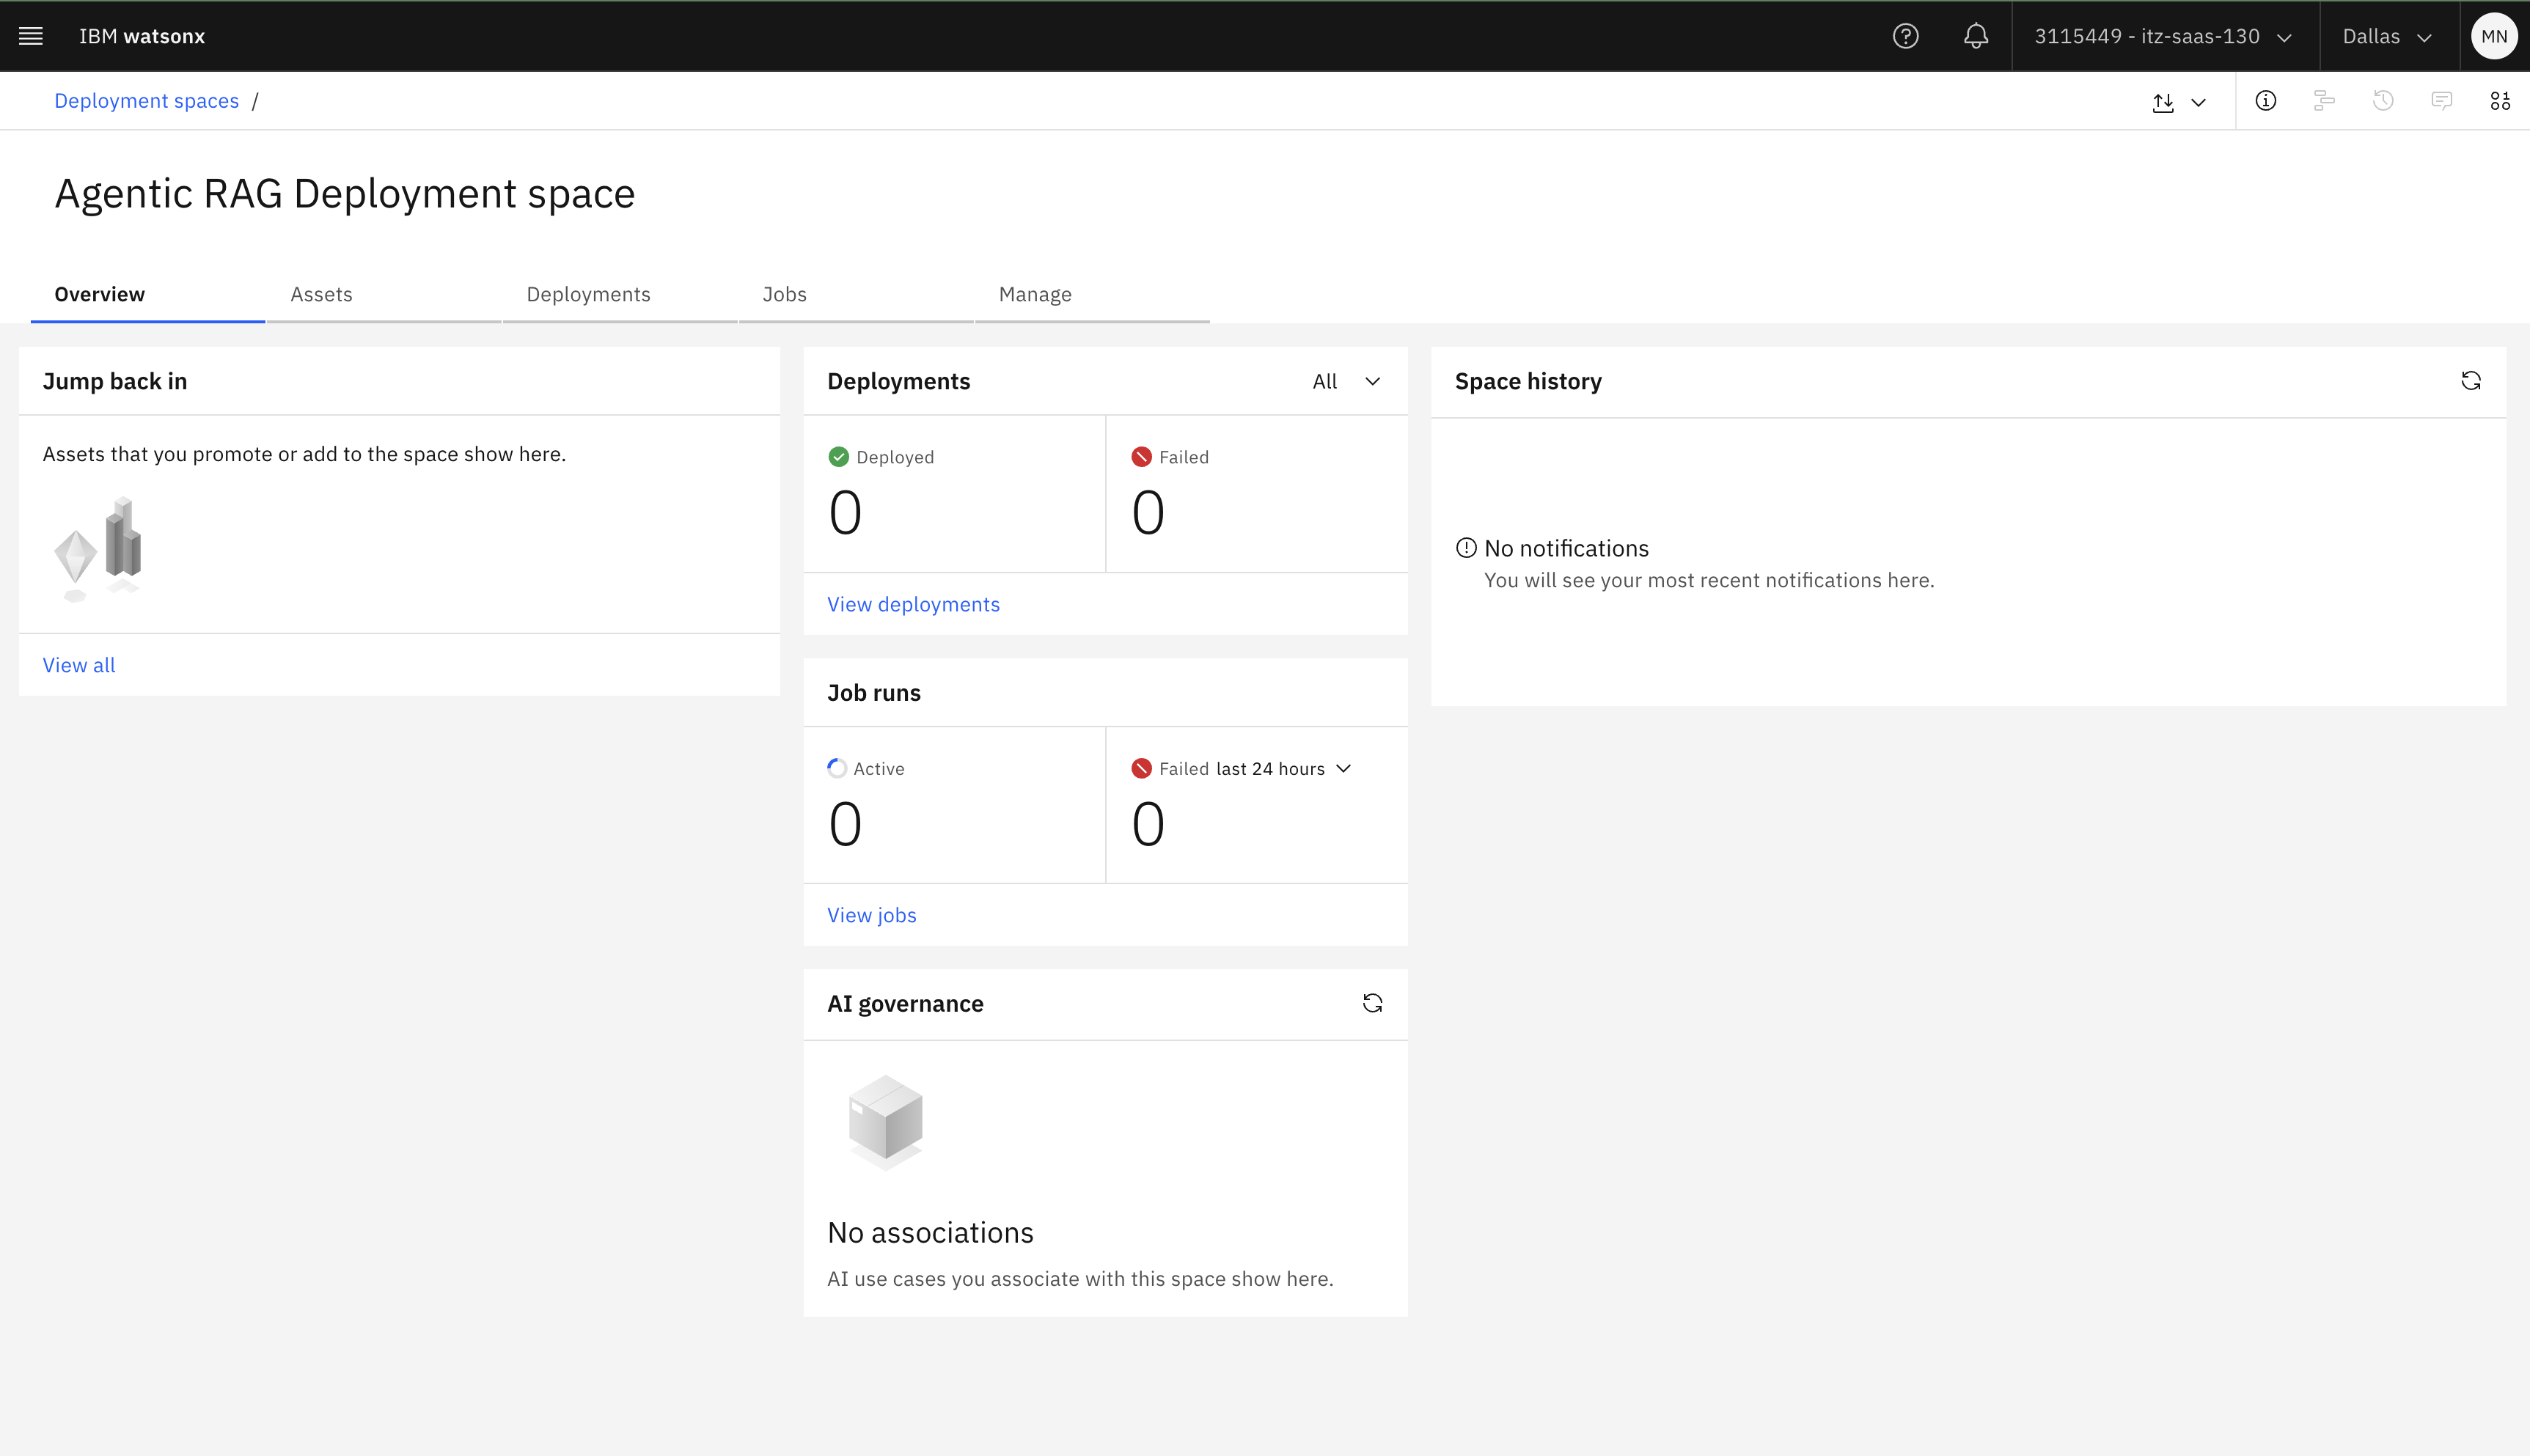 IBM watsonx
3115449 - itz-saas-130
Dallas
MN
Deployment spaces /
Agentic RAG Deployment space
Overview
Assets
Deployments
Jobs
Manage
Jump back in
Assets that you promote or add to the space show here.
View all
Deployments
All
Deployed
0
Failed
0
View deployments
Job runs
Active
0
Failed last 24 hours
0
View jobs
AI governance
No associations
AI use cases you associate with this space show here.
Space history
No notifications
You will see your most recent notifications here.